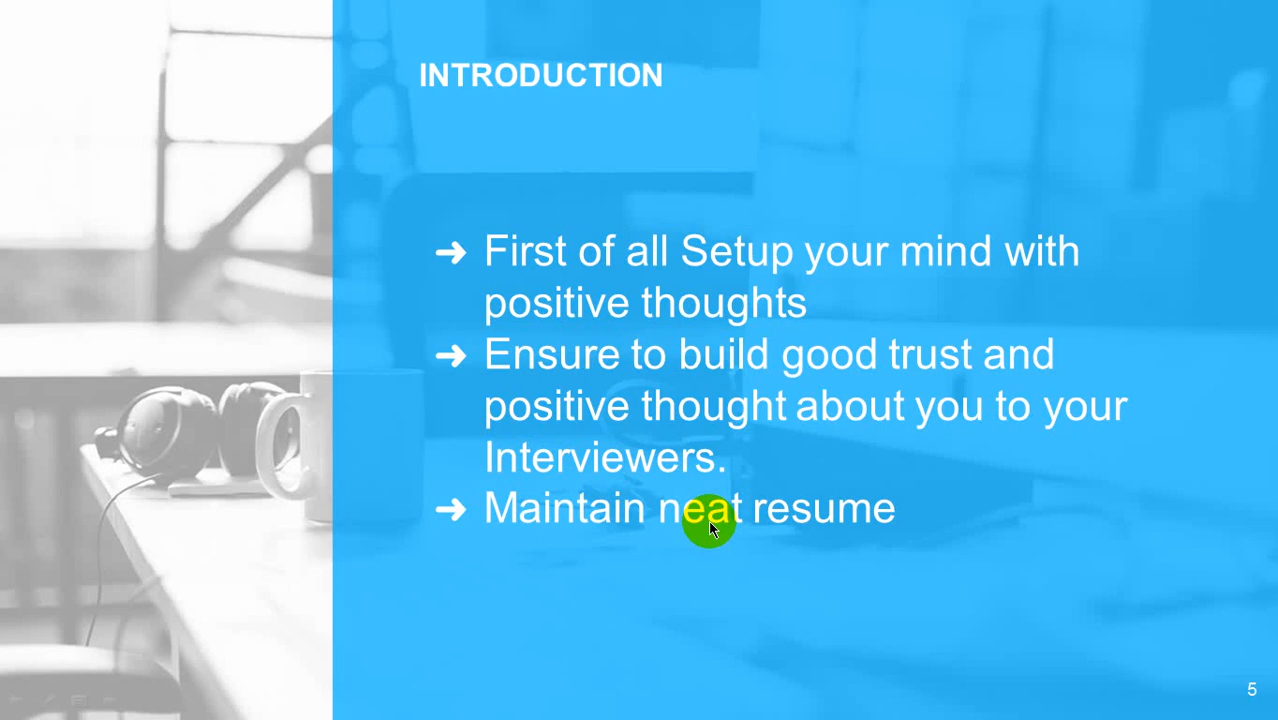 INTRODUCTION
➜ First of all Setup your mind with
positive thoughts
➜ Ensure to build good trust and
positive thought about you to your
Interviewers.
➜ Maintain neat resume
5